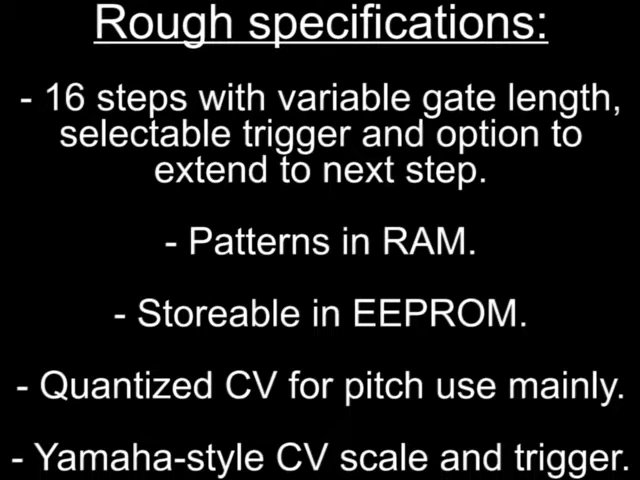 Rough specifications:
- 16 steps with variable gate length,
selectable trigger and option to
extend to next step.
- Patterns in RAM.
- Storeable in EEPROM.
- Quantized CV for pitch use mainly.
- Yamaha-style CV scale and trigger.